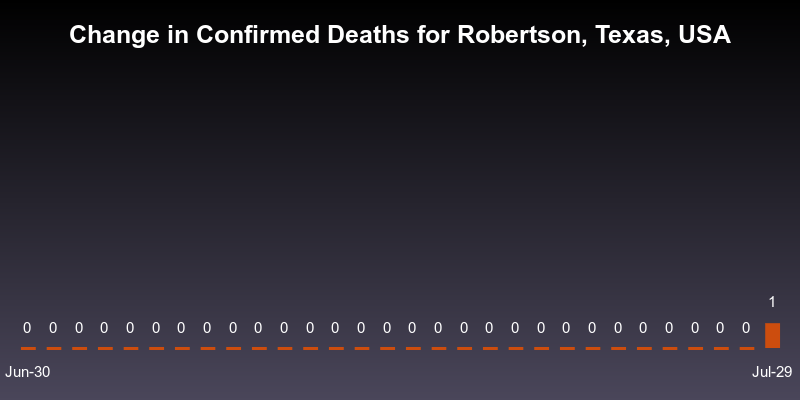 Change in Confirmed Deaths for Robertson, Texas, USA
1
0 0 0 0 0 0 0 0 0 0 0 0 0 0 0 0 0 0 0 0 0 0 0 0 0 0 0 0 0
Jun-30 Jul-29